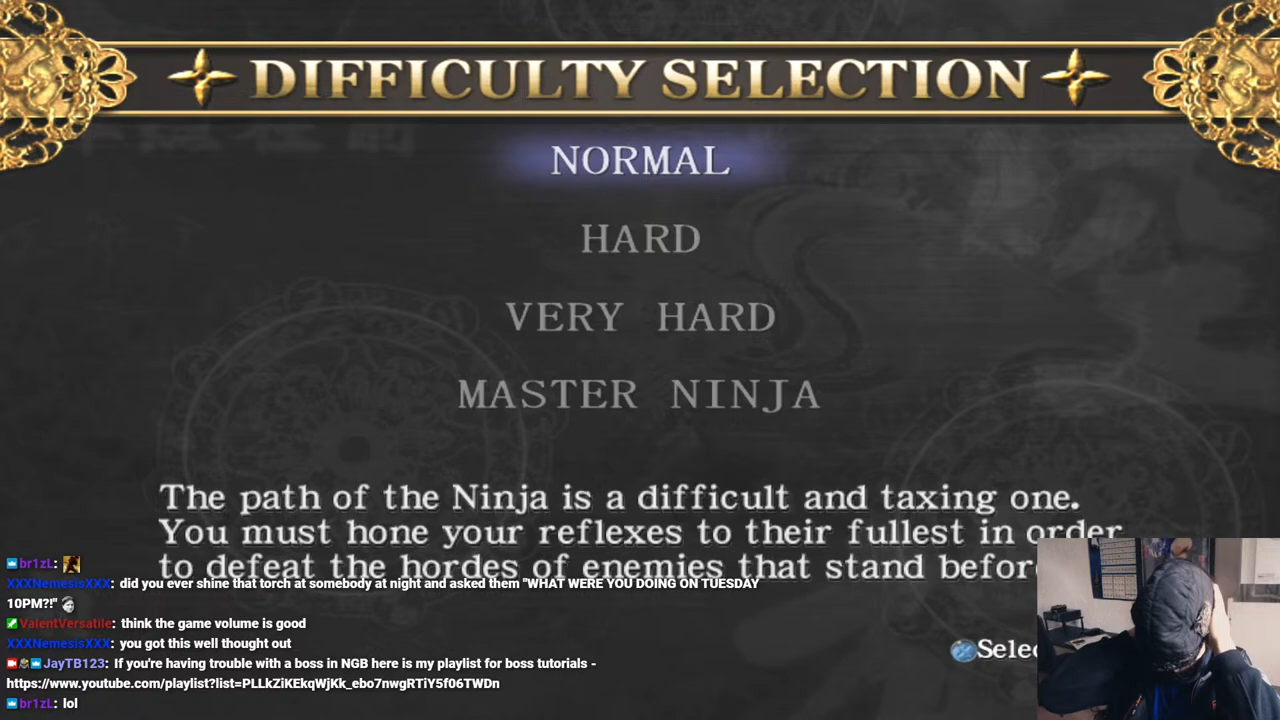 DIFFICULTY SELECTION
NORMAL
HARD
VERY HARD
MASTER NINJA
The path of the Ninja is a difficult and taxing one.
You must hone your reflexes to their fullest in order
to defeat the hordes of enemies that stand befor
br1zL:
XXXNemesisXXX: did you ever shine that torch at somebody at night and asked them "WHAT WERE YOU DOING ON TUESDAY
10PM?!"
ValentVersatile: think the game volume is good
XXXNemesisXXX: you got this well thought out
JayTB123: If you're having trouble with a boss in NGB here is my playlist for boss tutorials -
https://www.youtube.com/playlist?list=PLLkZiKEkqWjKk_ebo7nwgRTiY5f06TWDn
br1zL: lol
Selec